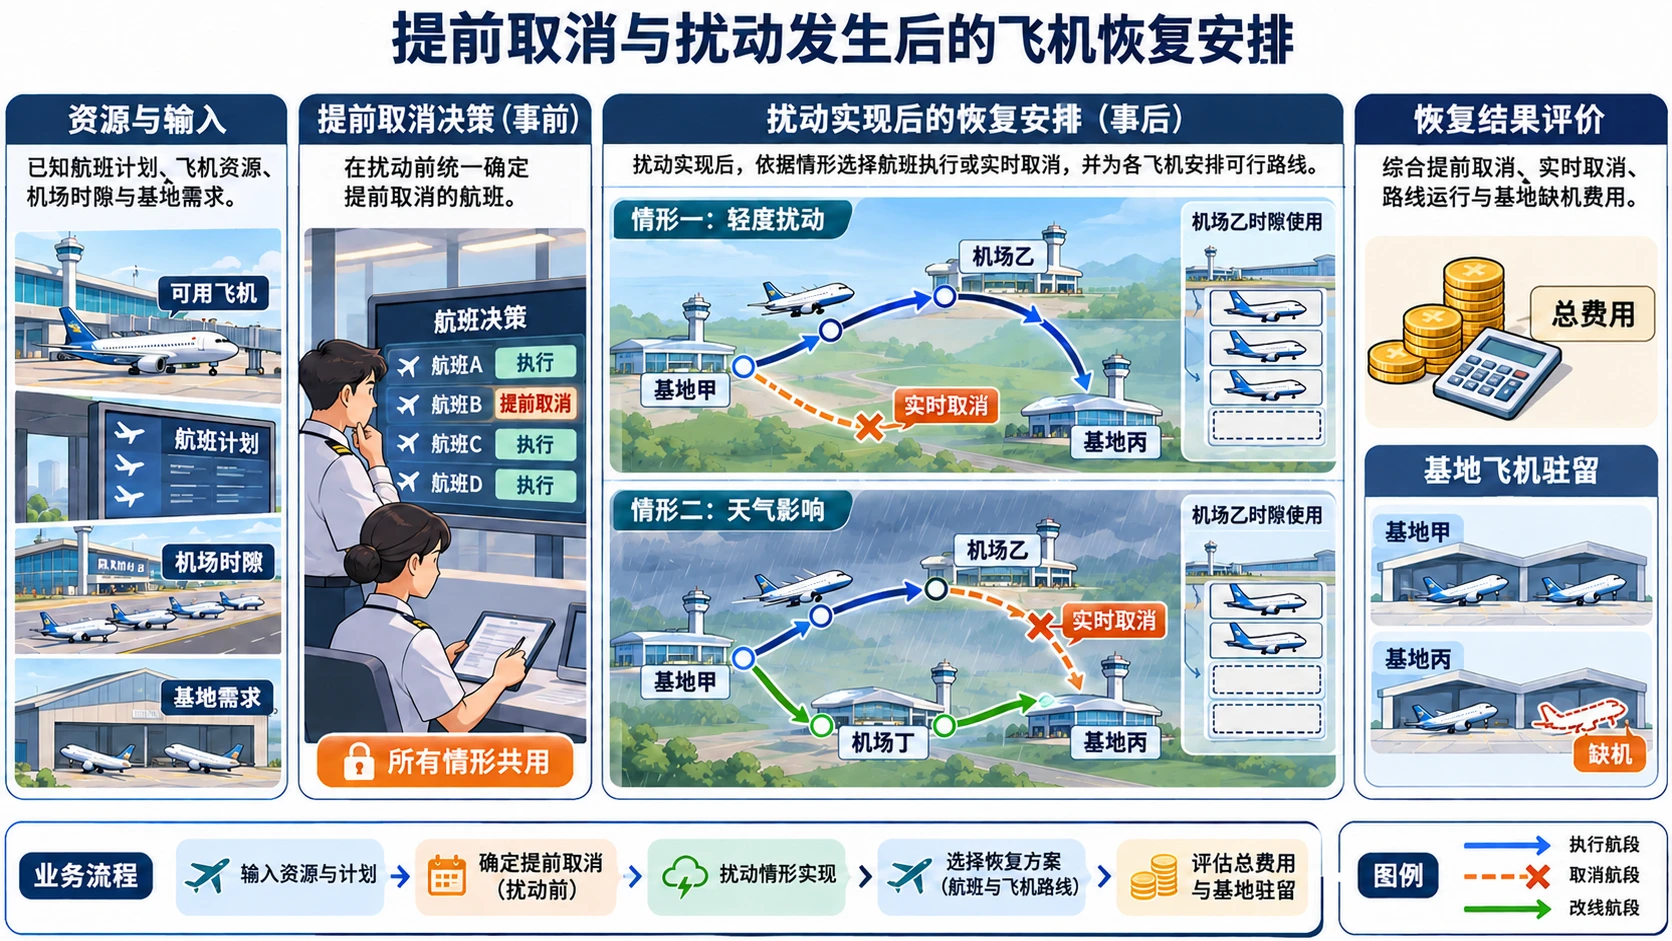 提前取消与扰动发生后的飞机恢复安排
资源与输入
已知航班计划、飞机资源、
机场时隙与基地需求。
可用飞机
航班计划
机场时隙
基地需求
提前取消决策（事前）
在扰动前统一确定
提前取消的航班。
航班决策
航班A 执行
航班B 提前取消
航班C 执行
航班D 执行
所有情形共用
扰动实现后的恢复安排（事后）
扰动实现后，依据情形选择航班执行或实时取消，并为各飞机安排可行路线。
情形一：轻度扰动
机场乙
基地甲
实时取消
基地丙
机场乙时隙使用
情形二：天气影响
机场乙
实时取消
基地甲
机场丁
基地丙
机场乙时隙使用
恢复结果评价
综合提前取消、实时取消、
路线运行与基地缺机费用。
总费用
基地飞机驻留
基地甲
基地丙
缺机
业务流程
输入资源与计划
确定提前取消
（扰动前）
扰动情形实现
选择恢复方案
（航班与飞机路线）
评估总费用
与基地驻留
图例
执行航段
取消航段
改线航段